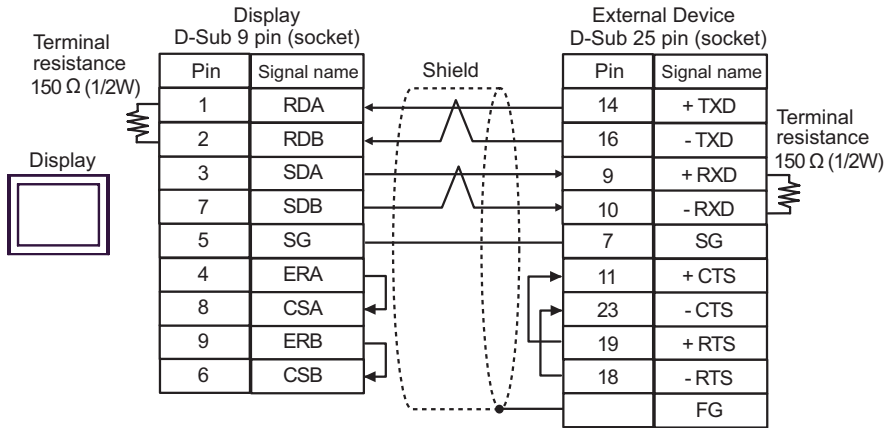 Display
D-Sub 9 pin (socket)
External Device
D-Sub 25 pin (socket)
Terminal
resistance
150 Ω (1/2W)
Shield
Terminal
resistance
150 Ω (1/2W)
Display
Pin Signal name
1 RDA
2 RDB
3 SDA
7 SDB
5 SG
4 ERA
8 CSA
9 ERB
6 CSB
Pin Signal name
14 + TXD
16 - TXD
9 + RXD
10 - RXD
7 SG
11 + CTS
23 - CTS
19 + RTS
18 - RTS
FG